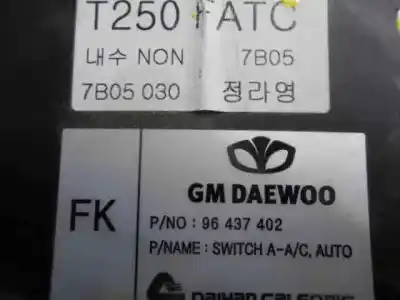 T250 FATC
내수 NON 7B05
7B05 030 정라영
GM DAEWOO
FK
P/NO : 96 437 402
P/NAME : SWITCH A-A/C, AUTO